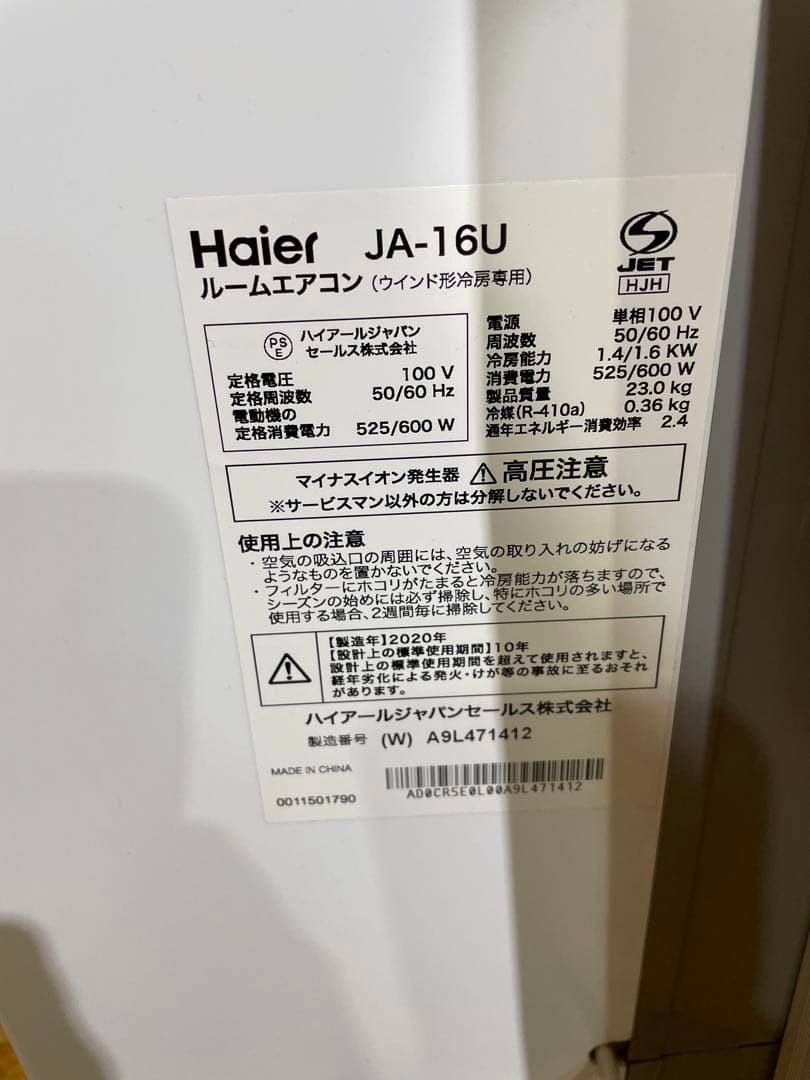 Haier JA-16U
ルームエアコン (ウインド形冷房専用)
JET
HJH
PSE ハイアールジャパン
セールス株式会社
定格電圧 100 V
定格周波数 50/60 Hz
電動機の
定格消費電力 525/600 W
電源 単相100 V
周波数 50/60 Hz
冷房能力 1.4/1.6 KW
消費電力 525/600 W
製品質量 23.0 kg
冷媒(R-410a) 0.36 kg
通年エネルギー消費効率 2.4
マイナスイオン発生器 ⚠ 高圧注意
※サービスマン以外の方は分解しないでください。
使用上の注意
・空気の吸込口の周囲には、空気の取り入れの妨げになる
ようなものを置かないでください。
・フィルターにホコリがたまると冷房能力が落ちますので、
シーズンの始めには必ず掃除し、特にホコリの多い場所で
使用する場合、2週間毎に掃除してください。
【製造年】2020年
【設計上の標準使用期間】10年
設計上の標準使用期間を超えて使用されますと、
経年劣化による発火・けが等の事故に至るおそれ
があります。
ハイアールジャパンセールス株式会社
製造番号 (W) A9L471412
MADE IN CHINA
0011501790
AD0CR5E0L00A9L471412